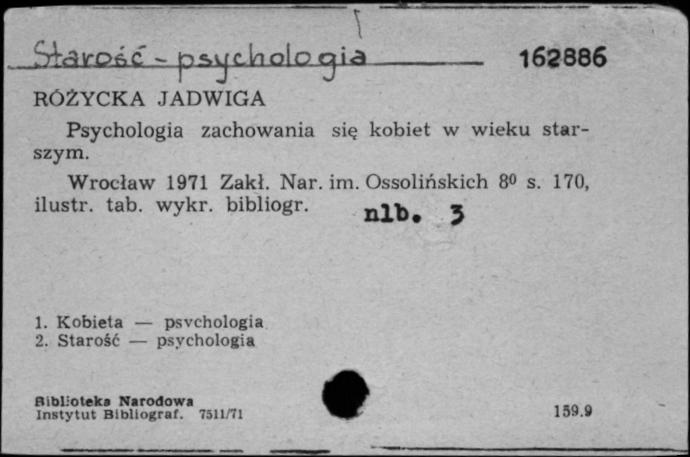 Starość - psychologia 162886
RÓŻYCKA JADWIGA
Psychologia zachowania się kobiet w wieku star-
szym.
Wrocław 1971 Zakł. Nar. im. Ossolińskich 8⁰ s. 170,
ilustr. tab. wykr. bibliogr. nlb. 3
1. Kobieta — psychologia
2. Starość — psychologia
Biblioteka Narodowa
Instytut Bibliograf. 7511/71 159.9